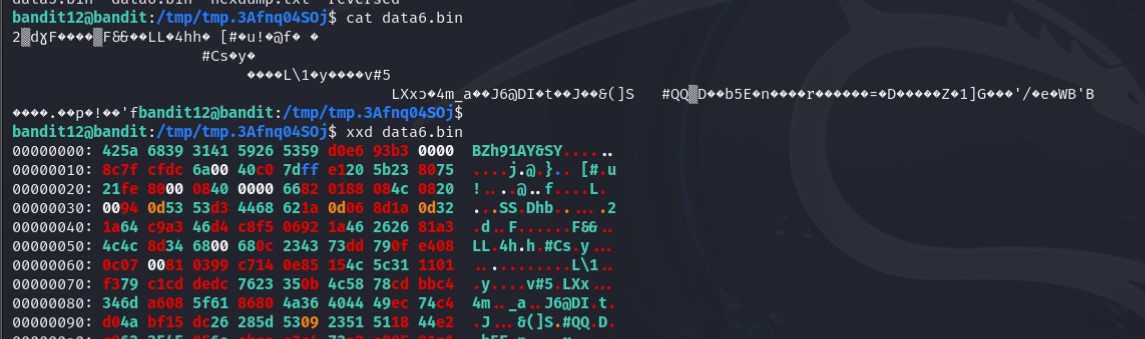 bandit12@bandit:/tmp/tmp.3Afnq04SOj$ cat data6.bin
#Cs�y�
����L\1�y����v#5
LXxɔ�4m_a��J6@DI�t��J��&(]S #QQ▒D��b5E�n����r������=�D�����Z�1]G���'/�e�WB'B
����.��p�!��'fbandit12@bandit:/tmp/tmp.3Afnq04SOj$
bandit12@bandit:/tmp/tmp.3Afnq04SOj$ xxd data6.bin
00000000: 425a 6839 3141 5926 5359 d0e6 93b3 0000 BZh91AY&SY......
00000010: 8c7f cfdc 6a00 40c0 7dff e120 5b23 8075 ....j.@.}.. [#.u
00000020: 21fe 8000 0840 0000 6682 0188 084c 0820 !....@..f....L.
00000030: 0094 0d53 53d3 4468 621a 0d06 8d1a 0d32 ...SS.Dhb......2
00000040: 1a64 c9a3 46d4 c8f5 0692 1a46 2626 81a3 .d..F......F&&..
00000050: 4c4c 8d34 6800 680c 2343 73dd 790f e408 LL.4h.h.#Cs.y...
00000060: 0c07 0081 0399 c714 0e85 154c 5c31 1101 ...........L\1..
00000070: f379 c1cd dedc 7623 350b 4c58 78cd bbc4 .y....v#5.LXx...
00000080: 346d a608 5f61 8680 4a36 4044 49ec 74c4 4m.._a..J6@DI.t.
00000090: d04a bf15 dc26 285d 5309 2351 5118 44e2 .J...&(]S.#QQ.D.